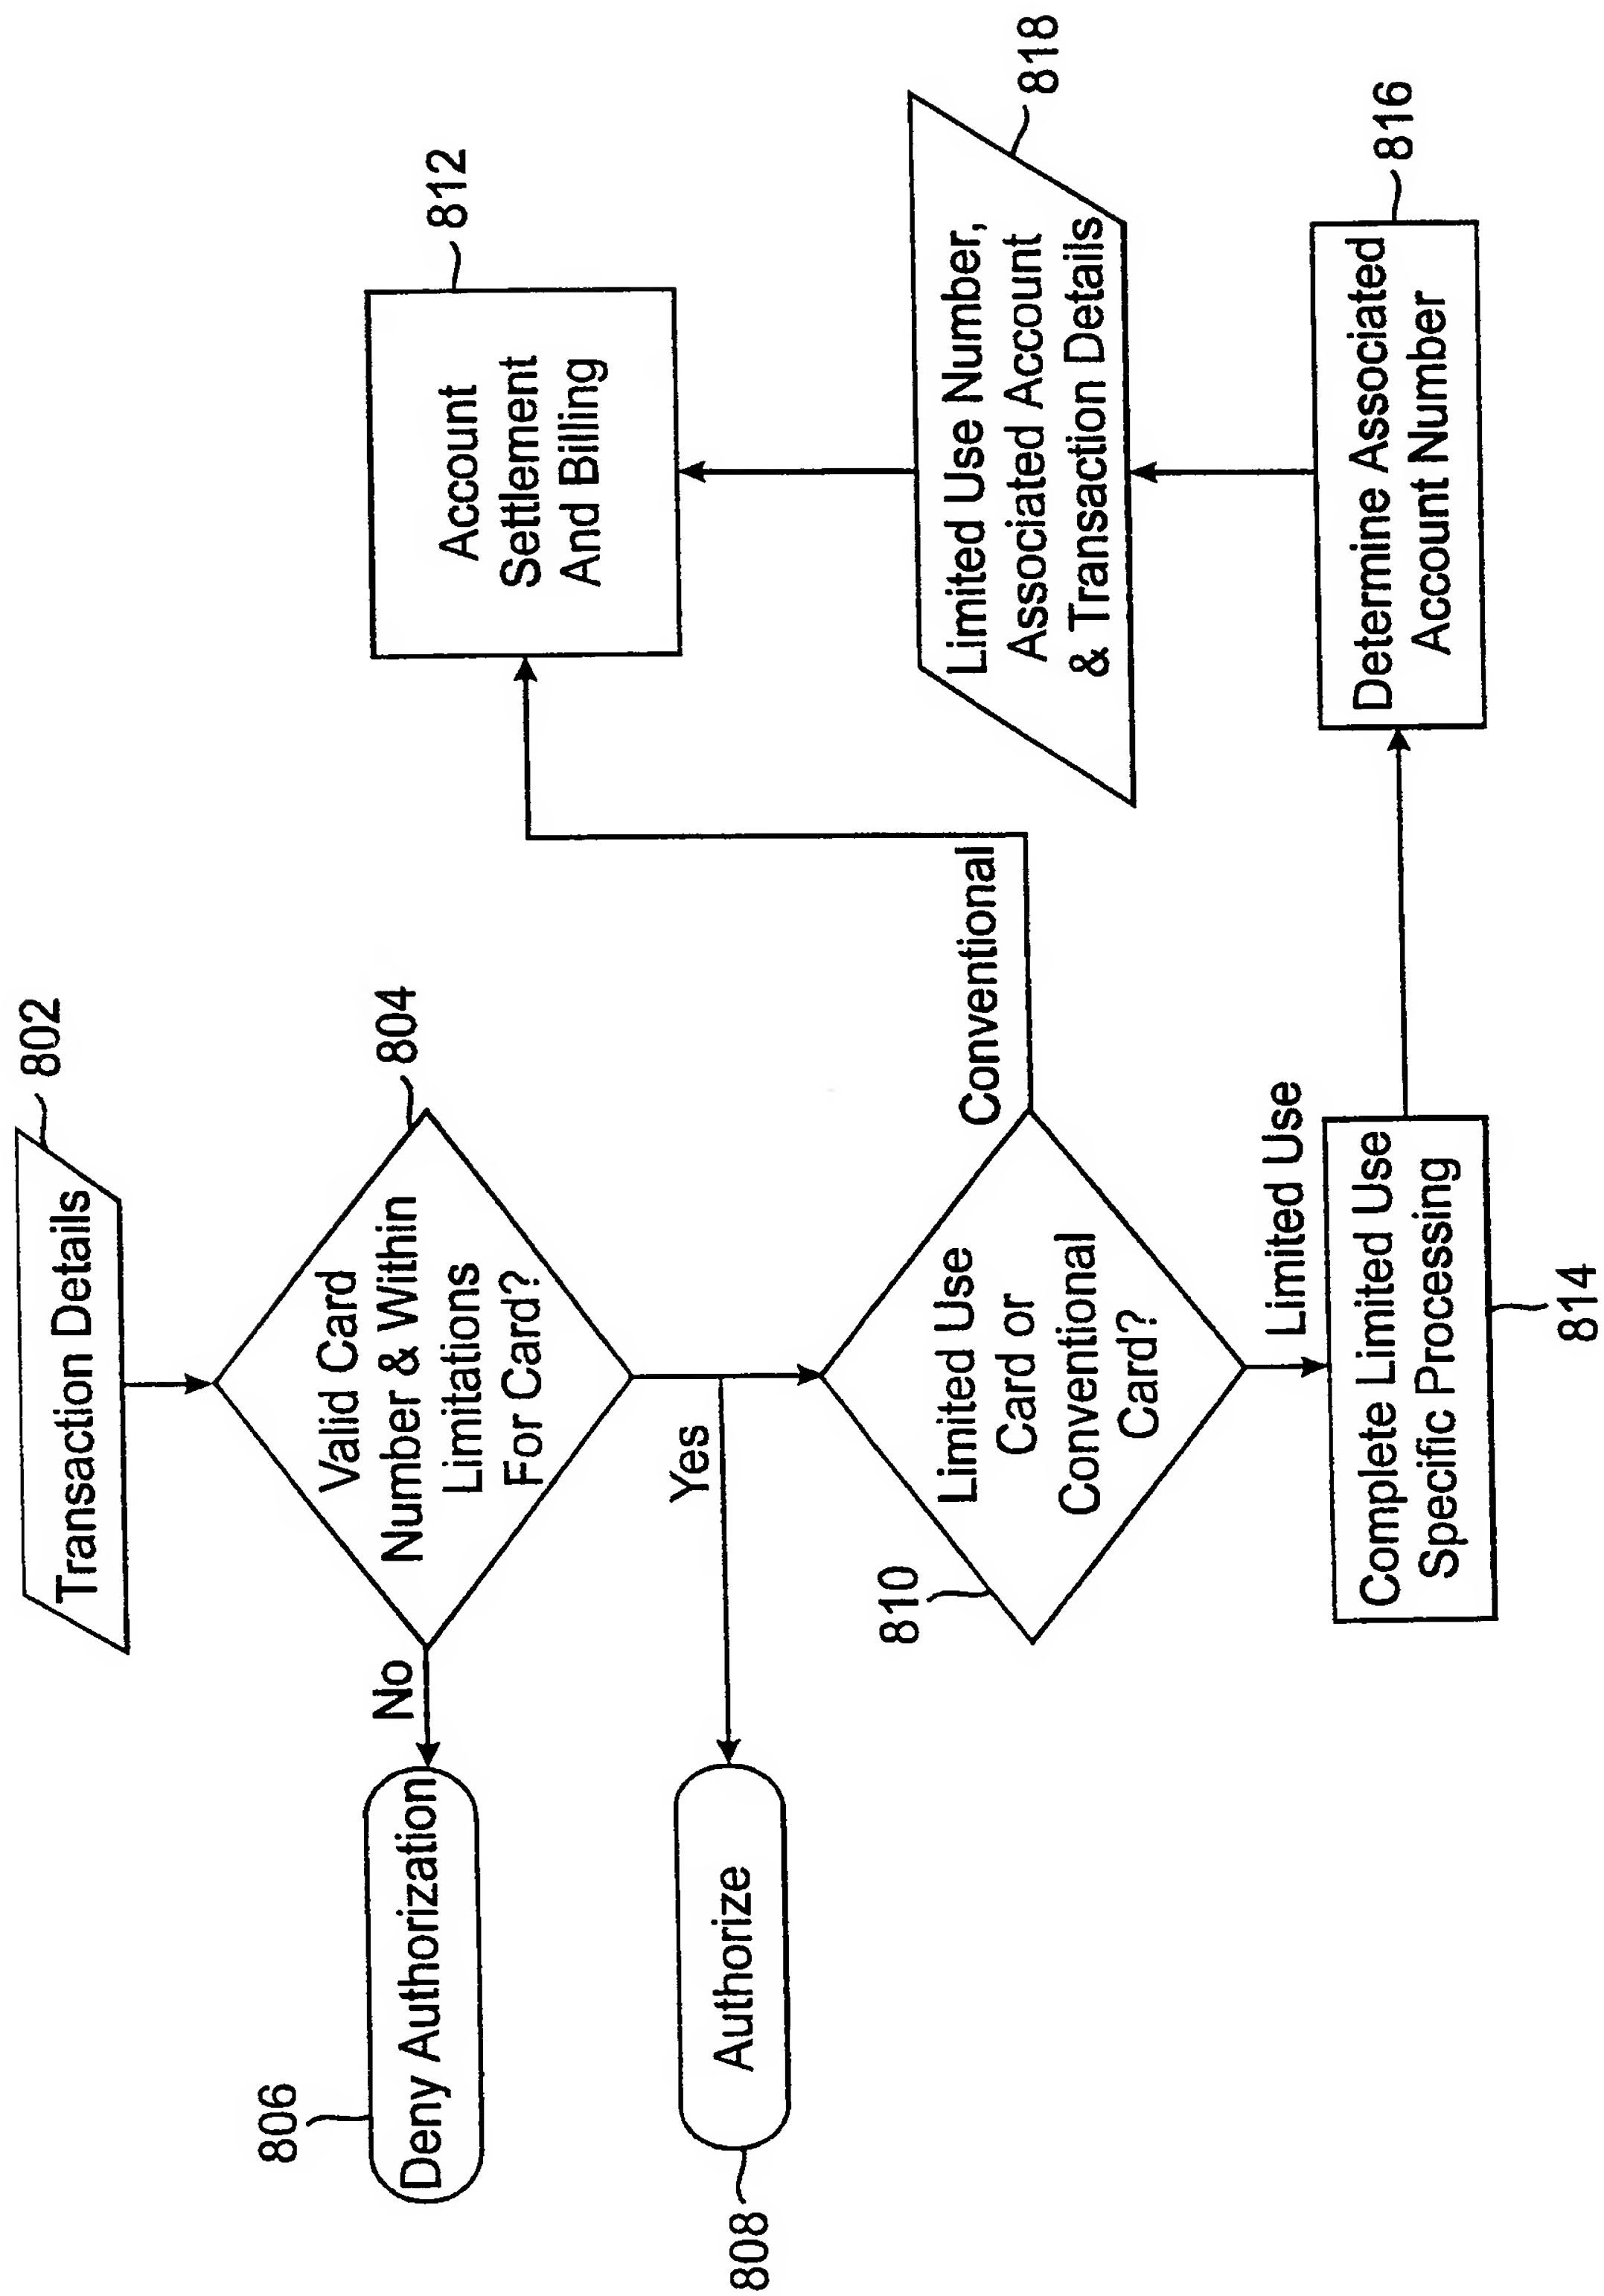 802
Transaction Details
804
Valid Card
Number & Within
Limitations
For Card?
No
806
Deny Authorization
Yes
808
Authorize
810
Limited Use
Card or
Conventional
Card?
Conventional
812
Account
Settlement
And Billing
Limited Use
Complete Limited Use
Specific Processing
814
Determine Associated
Account Number
816
Limited Use Number,
Associated Account
& Transaction Details
818